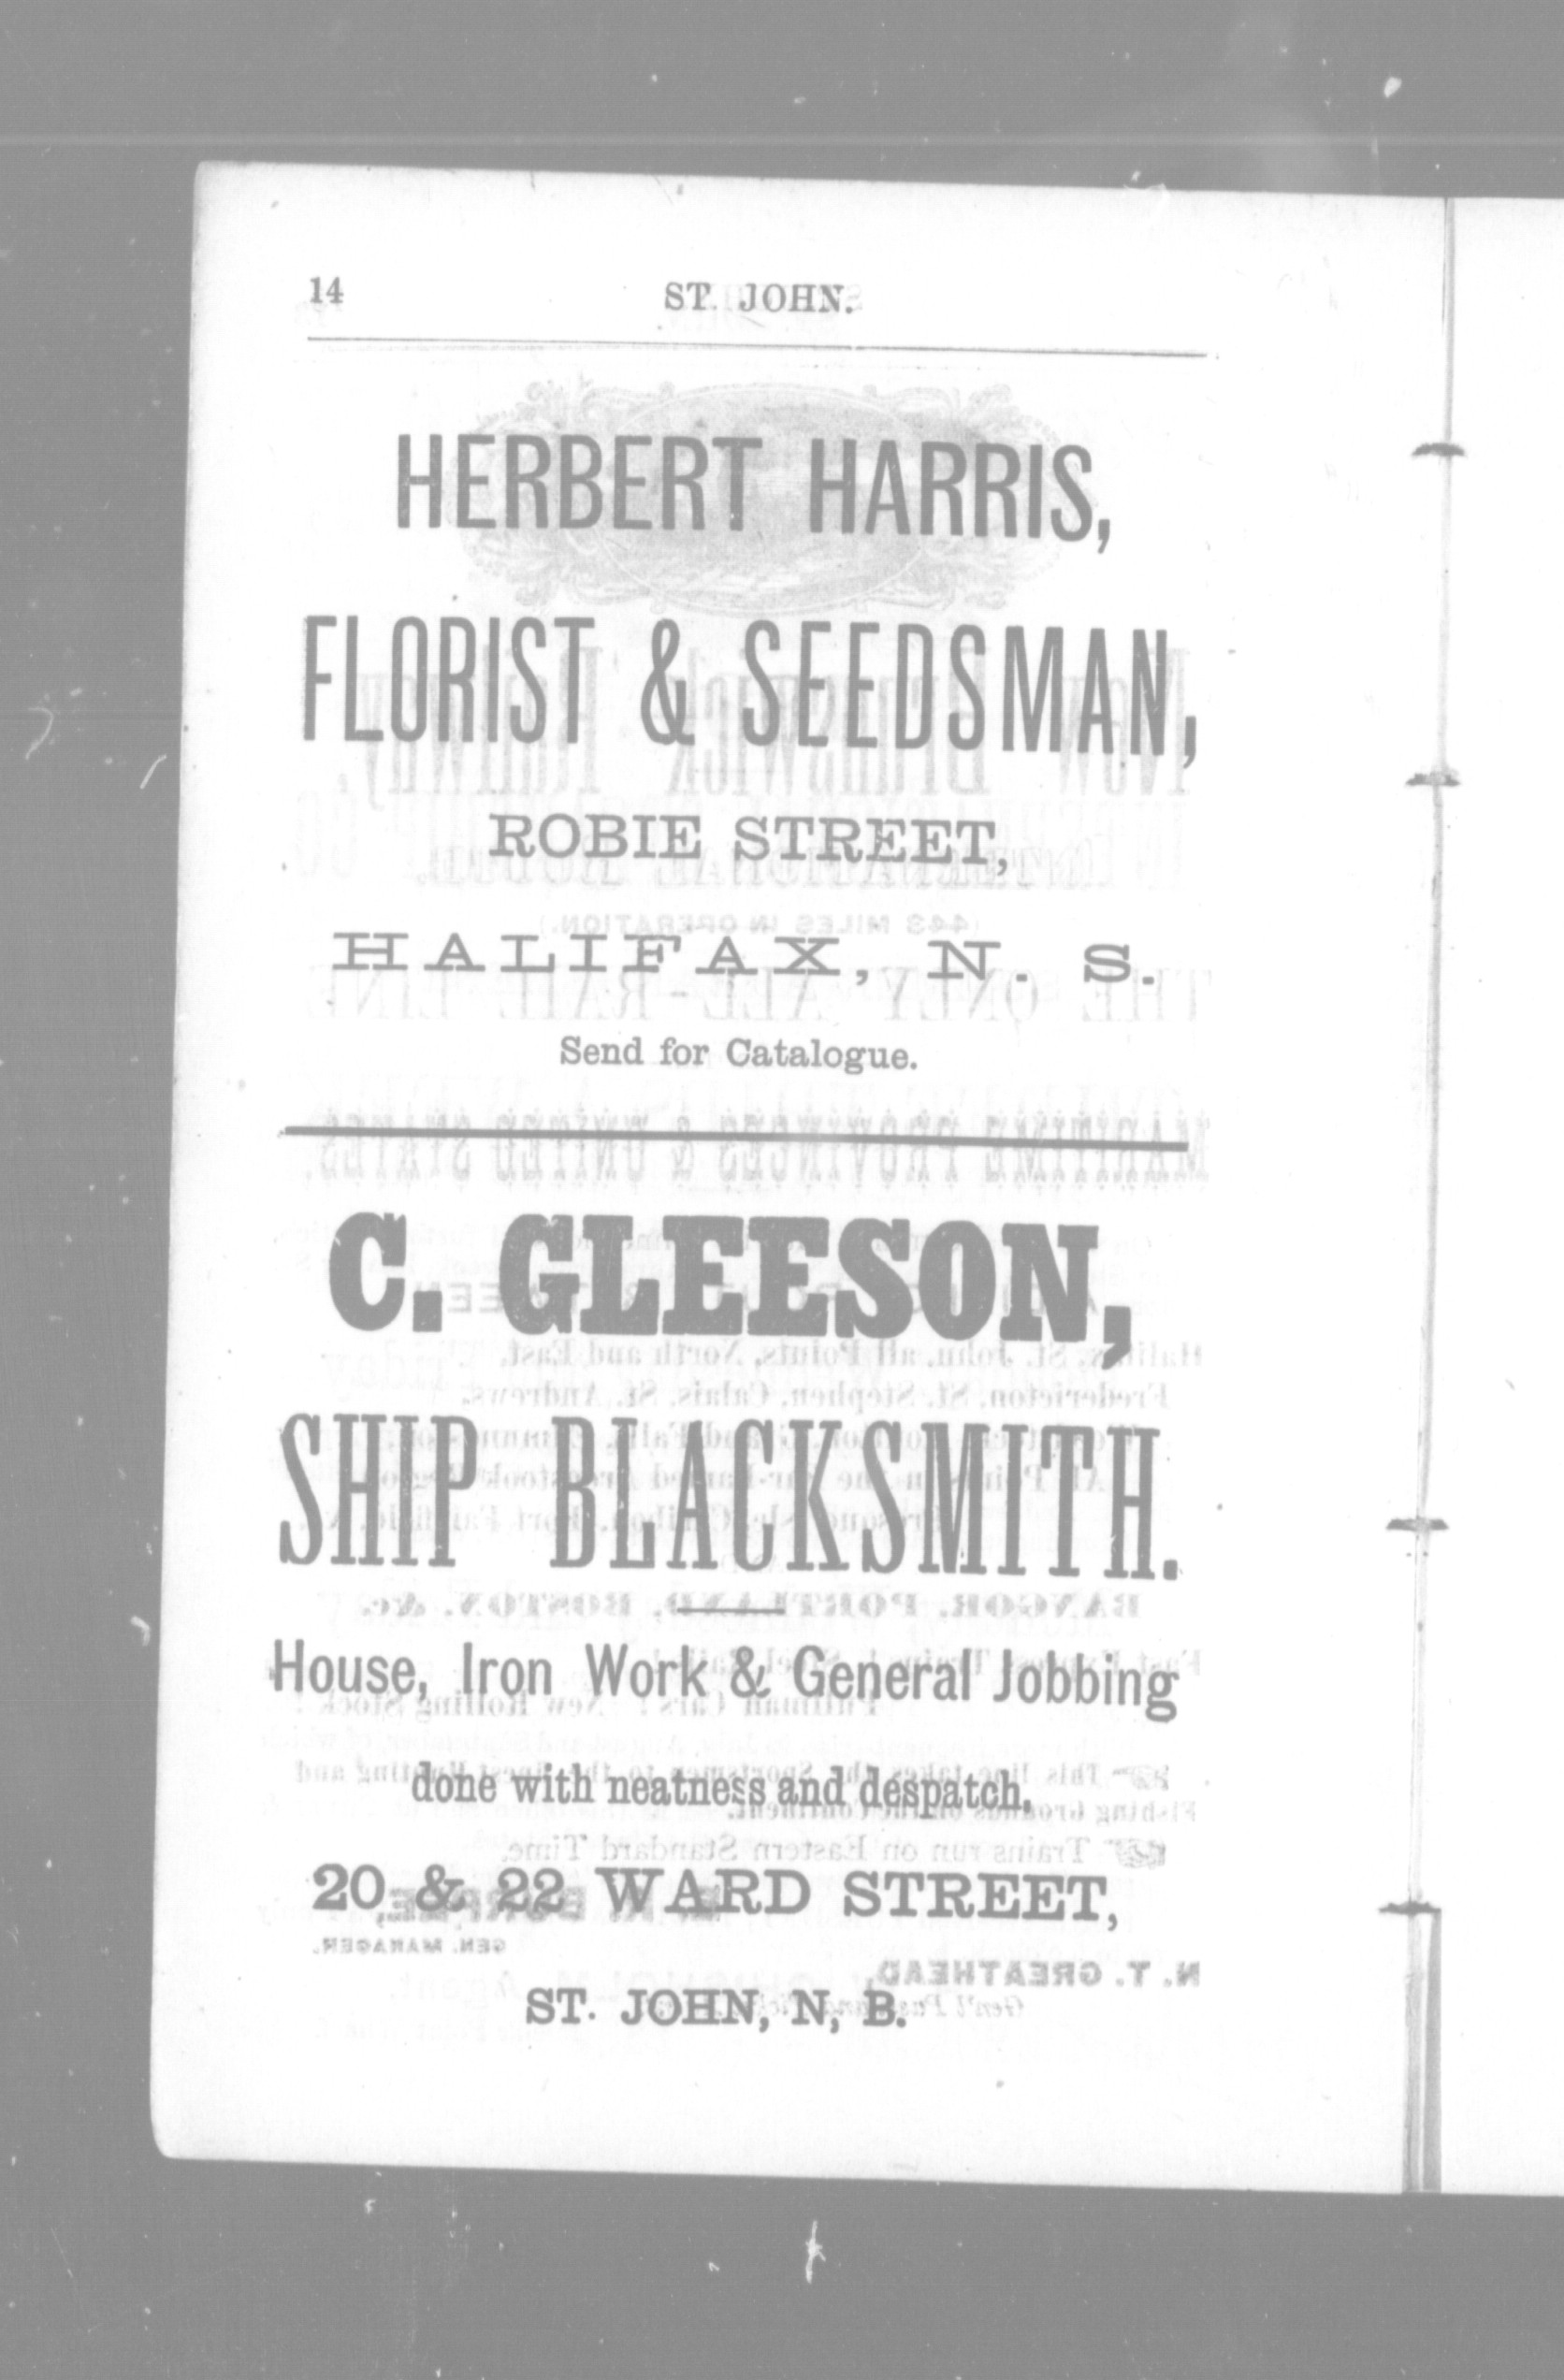 14 ST. JOHN.
HERBERT HARRIS,
FLORIST & SEEDSMAN,
ROBIE STREET,
HALIFAX, N. S.
Send for Catalogue.
C. GLEESON,
SHIP BLACKSMITH.
House, Iron Work & General Jobbing
done with neatness and despatch.
20 & 22 WARD STREET,
ST. JOHN, N, B.